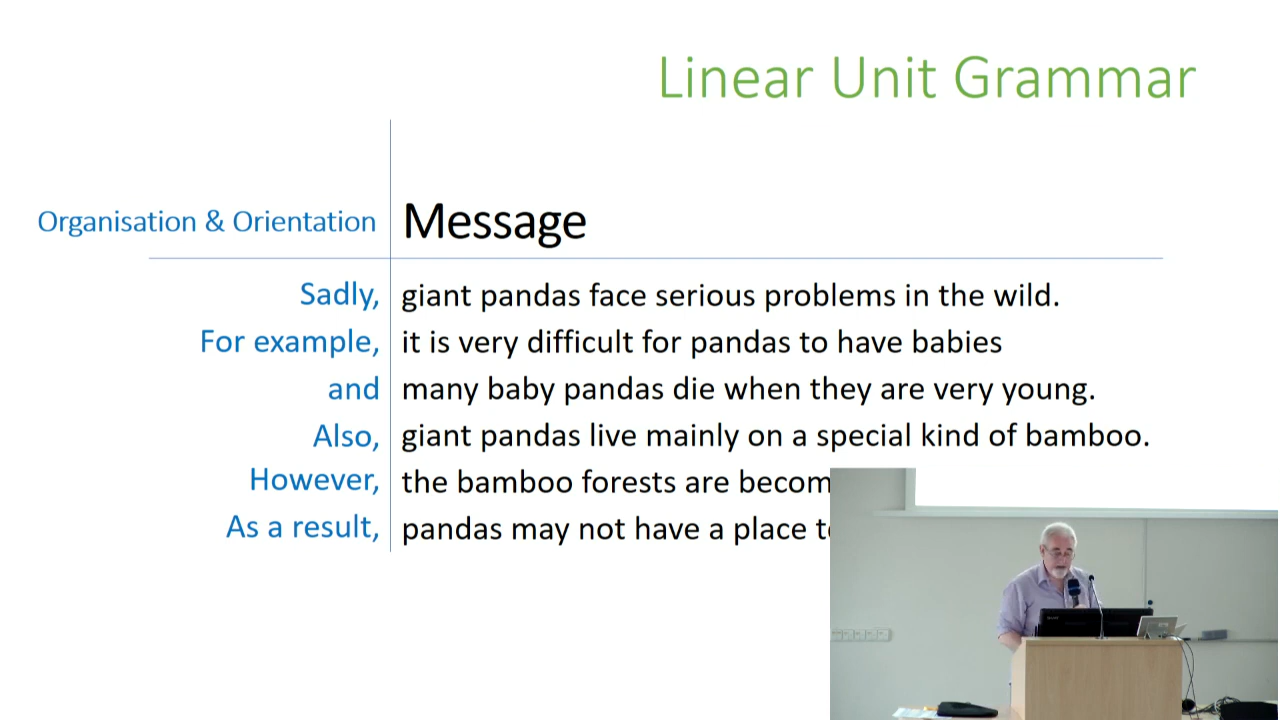 Linear Unit Grammar
Organisation & Orientation Message
Sadly, giant pandas face serious problems in the wild.
For example, it is very difficult for pandas to have babies
and many baby pandas die when they are very young.
Also, giant pandas live mainly on a special kind of bamboo.
However, the bamboo forests are becom
As a result, pandas may not have a place